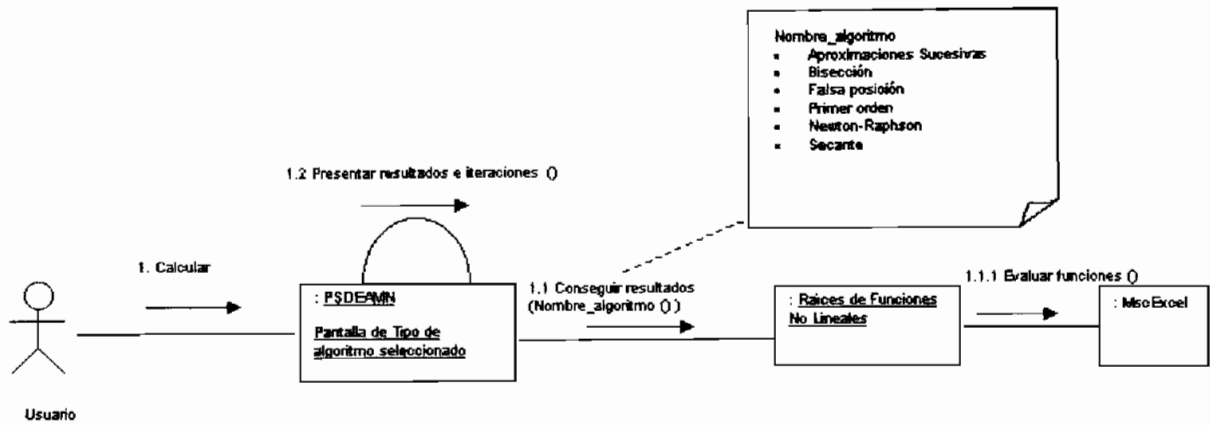 Nombre_algoritmo
▪ Aproximaciones Sucesivas
▪ Bisección
▪ Falsa posición
▪ Primer orden
▪ Newton-Raphson
▪ Secante
1.2 Presentar resultados e iteraciones ()
1. Calcular
1.1 Conseguir resultados
(Nombre_algoritmo () )
1.1.1 Evaluar funciones ()
: PSDEAMN
Pantalla de Tipo de
algoritmo seleccionado
: Raices de Funciones
No Lineales
: MscExcel
Usuario